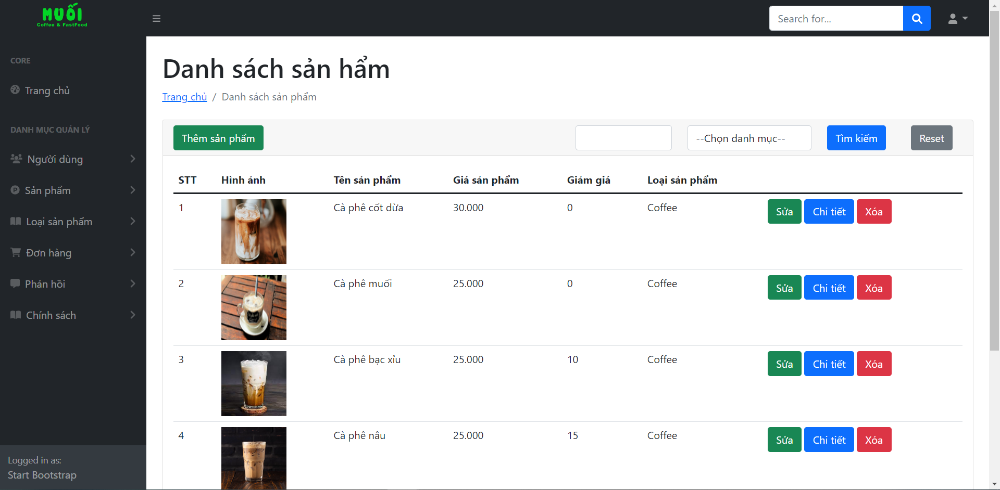 MUỐI
Coffee & FastFood
Search for...
CORE
Trang chủ
DANH MỤC QUẢN LÝ
Người dùng
Sản phẩm
Loại sản phẩm
Đơn hàng
Phản hồi
Chính sách
Logged in as:
Start Bootstrap
Danh sách sản hẩm
Trang chủ / Danh sách sản phẩm
Thêm sản phẩm --Chọn danh mục-- Tìm kiếm Reset
STT Hình ảnh Tên sản phẩm Giá sản phẩm Giảm giá Loại sản phẩm
1 Cà phê cốt dừa 30.000 0 Coffee Sửa Chi tiết Xóa
2 Cà phê muối 25.000 0 Coffee Sửa Chi tiết Xóa
3 Cà phê bạc xỉu 25.000 10 Coffee Sửa Chi tiết Xóa
4 Cà phê nâu 25.000 15 Coffee Sửa Chi tiết Xóa